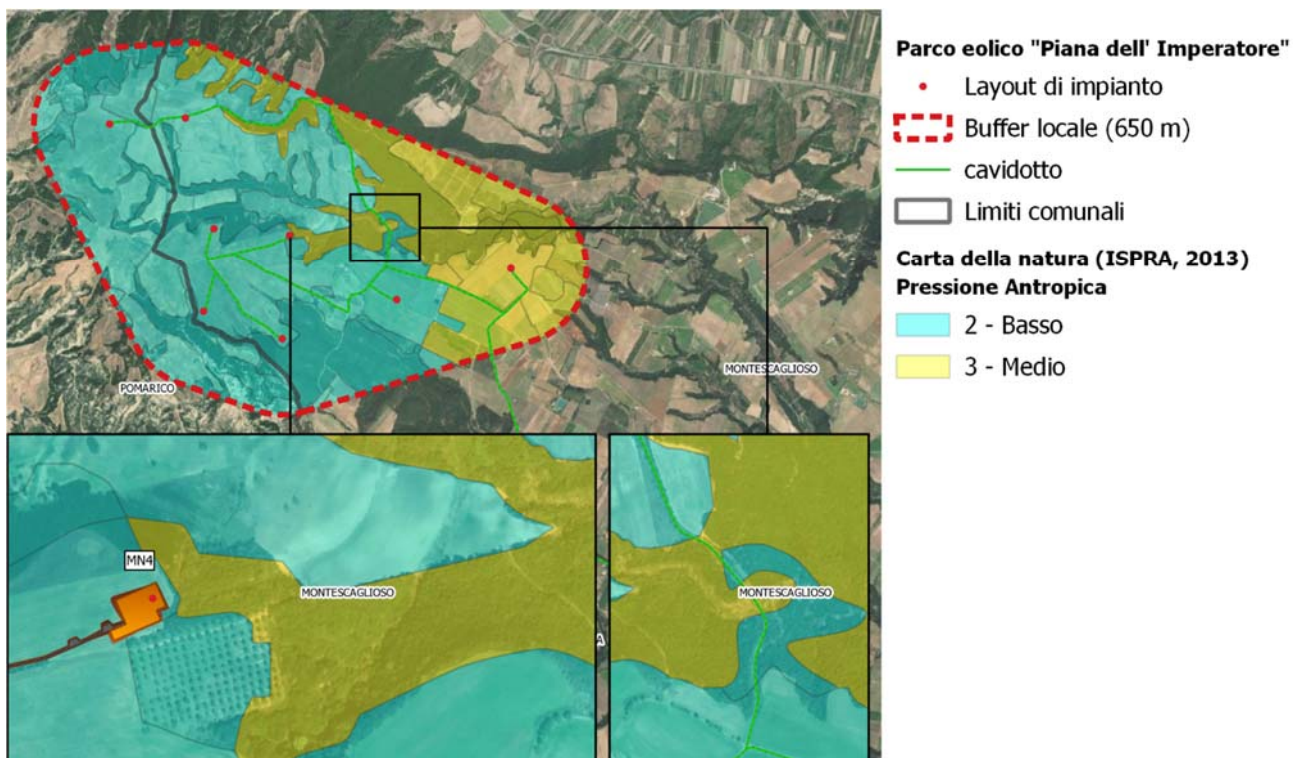 Parco eolico "Piana dell' Imperatore"
Layout di impianto
Buffer locale (650 m)
cavidotto
Limiti comunali
Carta della natura (ISPRA, 2013)
Pressione Antropica
2 - Basso
3 - Medio
MONTESCAGLIOSO
POMARICO
MN4
MONTESCAGLIOSO
MONTESCAGLIOSO